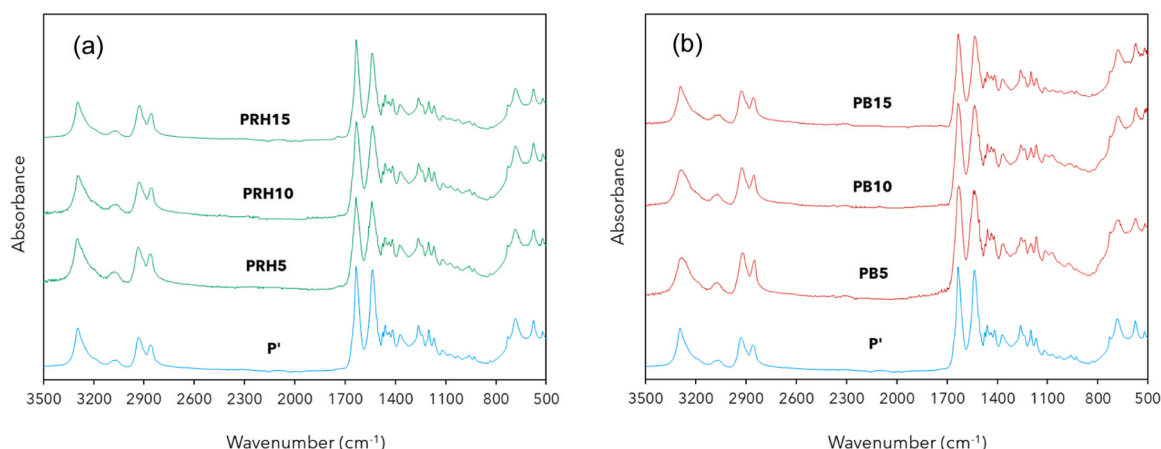 (a)
PRH15
PRH10
PRH5
P'
Absorbance
3500 3200 2900 2600 2300 2000 1700 1400 1100 800 500
Wavenumber (cm-1)
(b)
PB15
PB10
PB5
P'
Absorbance
3500 3200 2900 2600 2300 2000 1700 1400 1100 800 500
Wavenumber (cm-1)